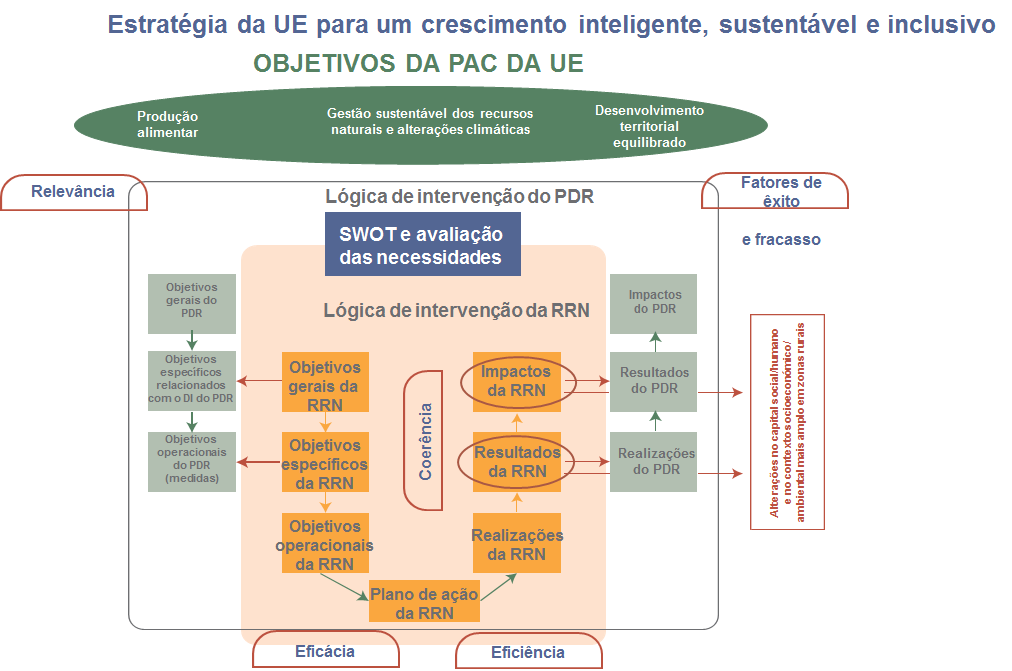 Estratégia da UE para um crescimento inteligente, sustentável e inclusivo
OBJETIVOS DA PAC DA UE
Produção
alimentar
Gestão sustentável dos recursos
naturais e alterações climáticas
Desenvolvimento
territorial
equilibrado
Relevância
Lógica de intervenção do PDR
Fatores de
êxito
e fracasso
SWOT e avaliação
das necessidades
Lógica de intervenção da RRN
Objetivos
gerais do
PDR
Objetivos
específicos
relacionados
com o DI do PDR
Objetivos
operacionais
do PDR
(medidas)
Objetivos
gerais da
RRN
Objetivos
específicos
da RRN
Objetivos
operacionais
da RRN
Plano de ação
da RRN
Coerência
Impactos
da RRN
Resultados
da RRN
Realizações
da RRN
Impactos
do PDR
Resultados
do PDR
Realizações
do PDR
Alterações no capital social/humano
e no contexto socioeconómico/
ambiental mais amplo em zonas rurais
Eficácia
Eficiência